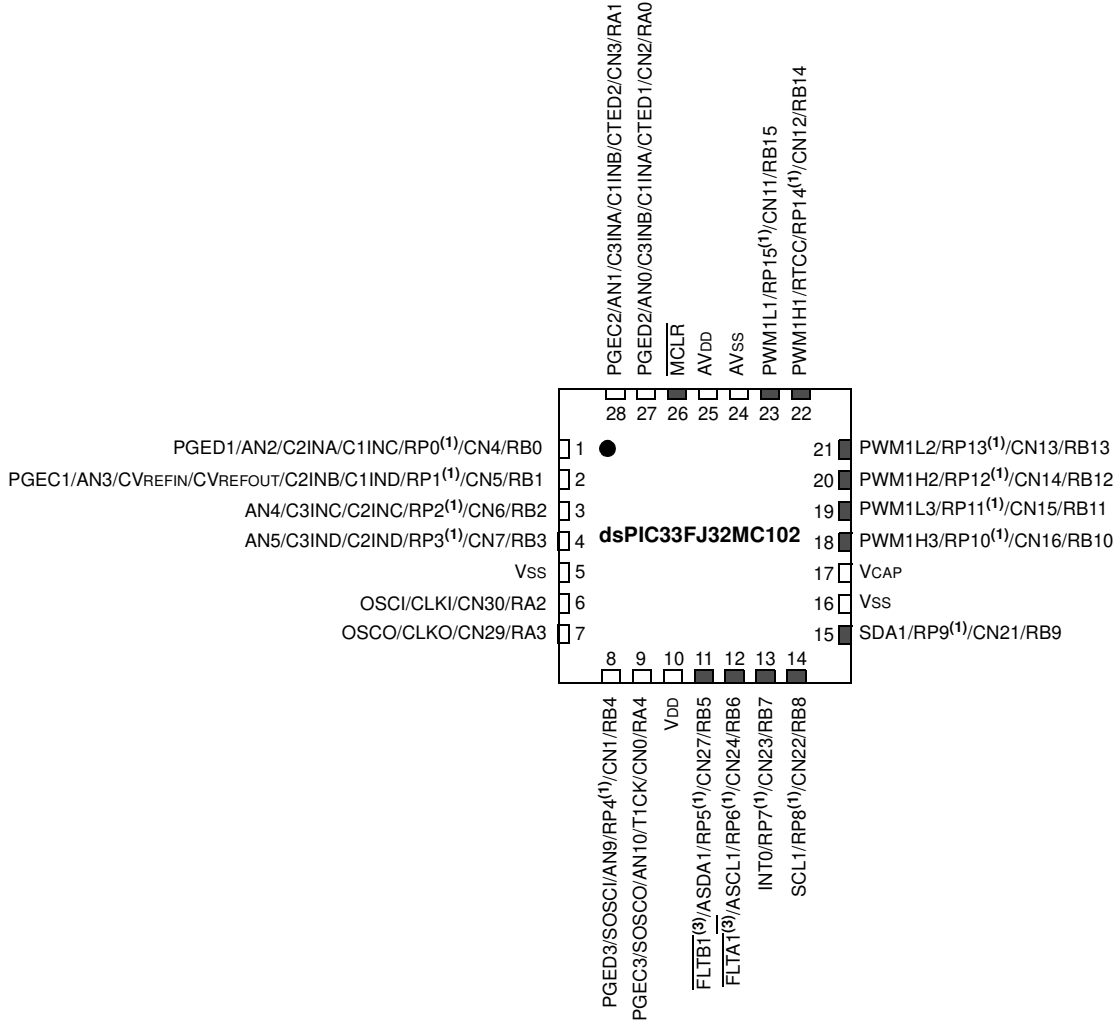 PGEC2/AN1/C3INA/C1INB/CTED2/CN3/RA1
PGED2/AN0/C3INB/C1INA/CTED1/CN2/RA0
MCLR
AVDD
AVSS
PWM1L1/RP15(1)/CN11/RB15
PWM1H1/RTCC/RP14(1)/CN12/RB14
28 27 26 25 24 23 22
PGED1/AN2/C2INA/C1INC/RP0(1)/CN4/RB0 1
PGEC1/AN3/CVREFIN/CVREFOUT/C2INB/C1IND/RP1(1)/CN5/RB1 2
AN4/C3INC/C2INC/RP2(1)/CN6/RB2 3
AN5/C3IND/C2IND/RP3(1)/CN7/RB3 4
VSS 5
OSCI/CLKI/CN30/RA2 6
OSCO/CLKO/CN29/RA3 7
dsPIC33FJ32MC102
21 PWM1L2/RP13(1)/CN13/RB13
20 PWM1H2/RP12(1)/CN14/RB12
19 PWM1L3/RP11(1)/CN15/RB11
18 PWM1H3/RP10(1)/CN16/RB10
17 VCAP
16 VSS
15 SDA1/RP9(1)/CN21/RB9
8 9 10 11 12 13 14
PGED3/SOSCI/AN9/RP4(1)/CN1/RB4
PGEC3/SOSCO/AN10/T1CK/CN0/RA4
VDD
FLTB1(3)/ASDA1/RP5(1)/CN27/RB5
FLTA1(3)/ASCL1/RP6(1)/CN24/RB6
INT0/RP7(1)/CN23/RB7
SCL1/RP8(1)/CN22/RB8